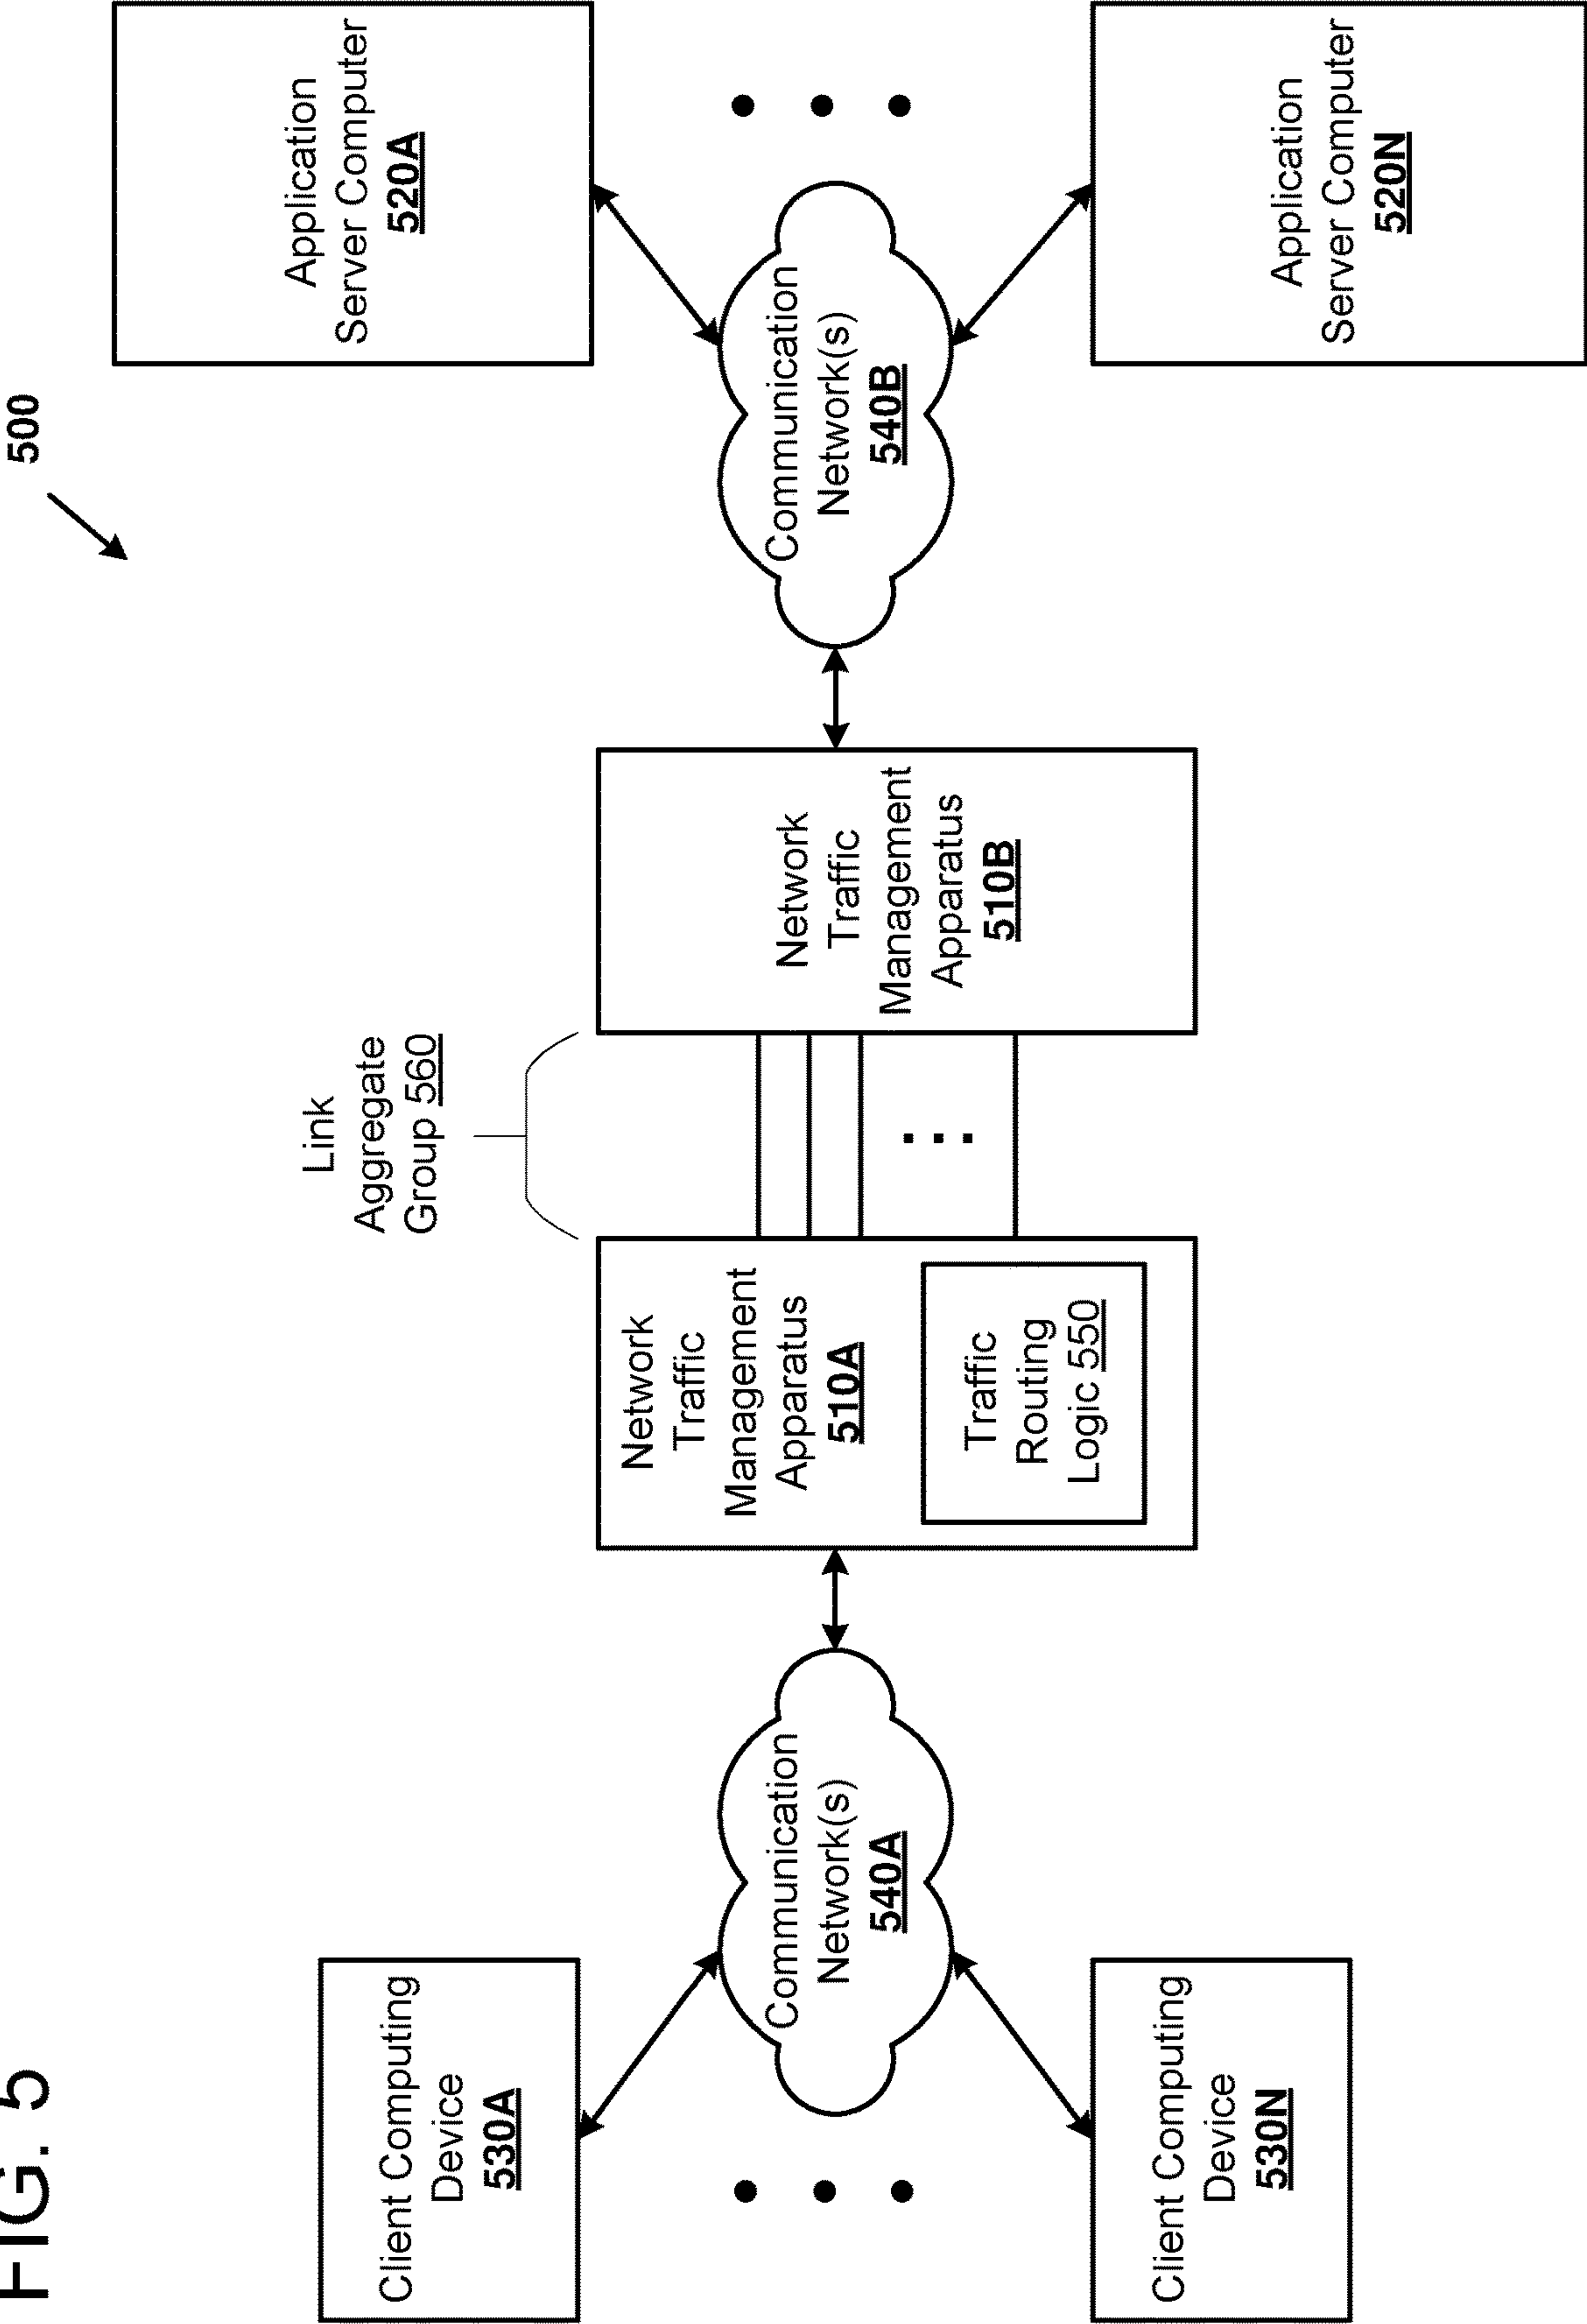 FIG. 5
500
Client Computing
Device
530A
Client Computing
Device
530N
Communication
Network(s)
540A
Network
Traffic
Management
Apparatus
510A
Traffic
Routing
Logic 550
Link
Aggregate
Group 560
Network
Traffic
Management
Apparatus
510B
Communication
Network(s)
540B
Application
Server Computer
520A
Application
Server Computer
520N